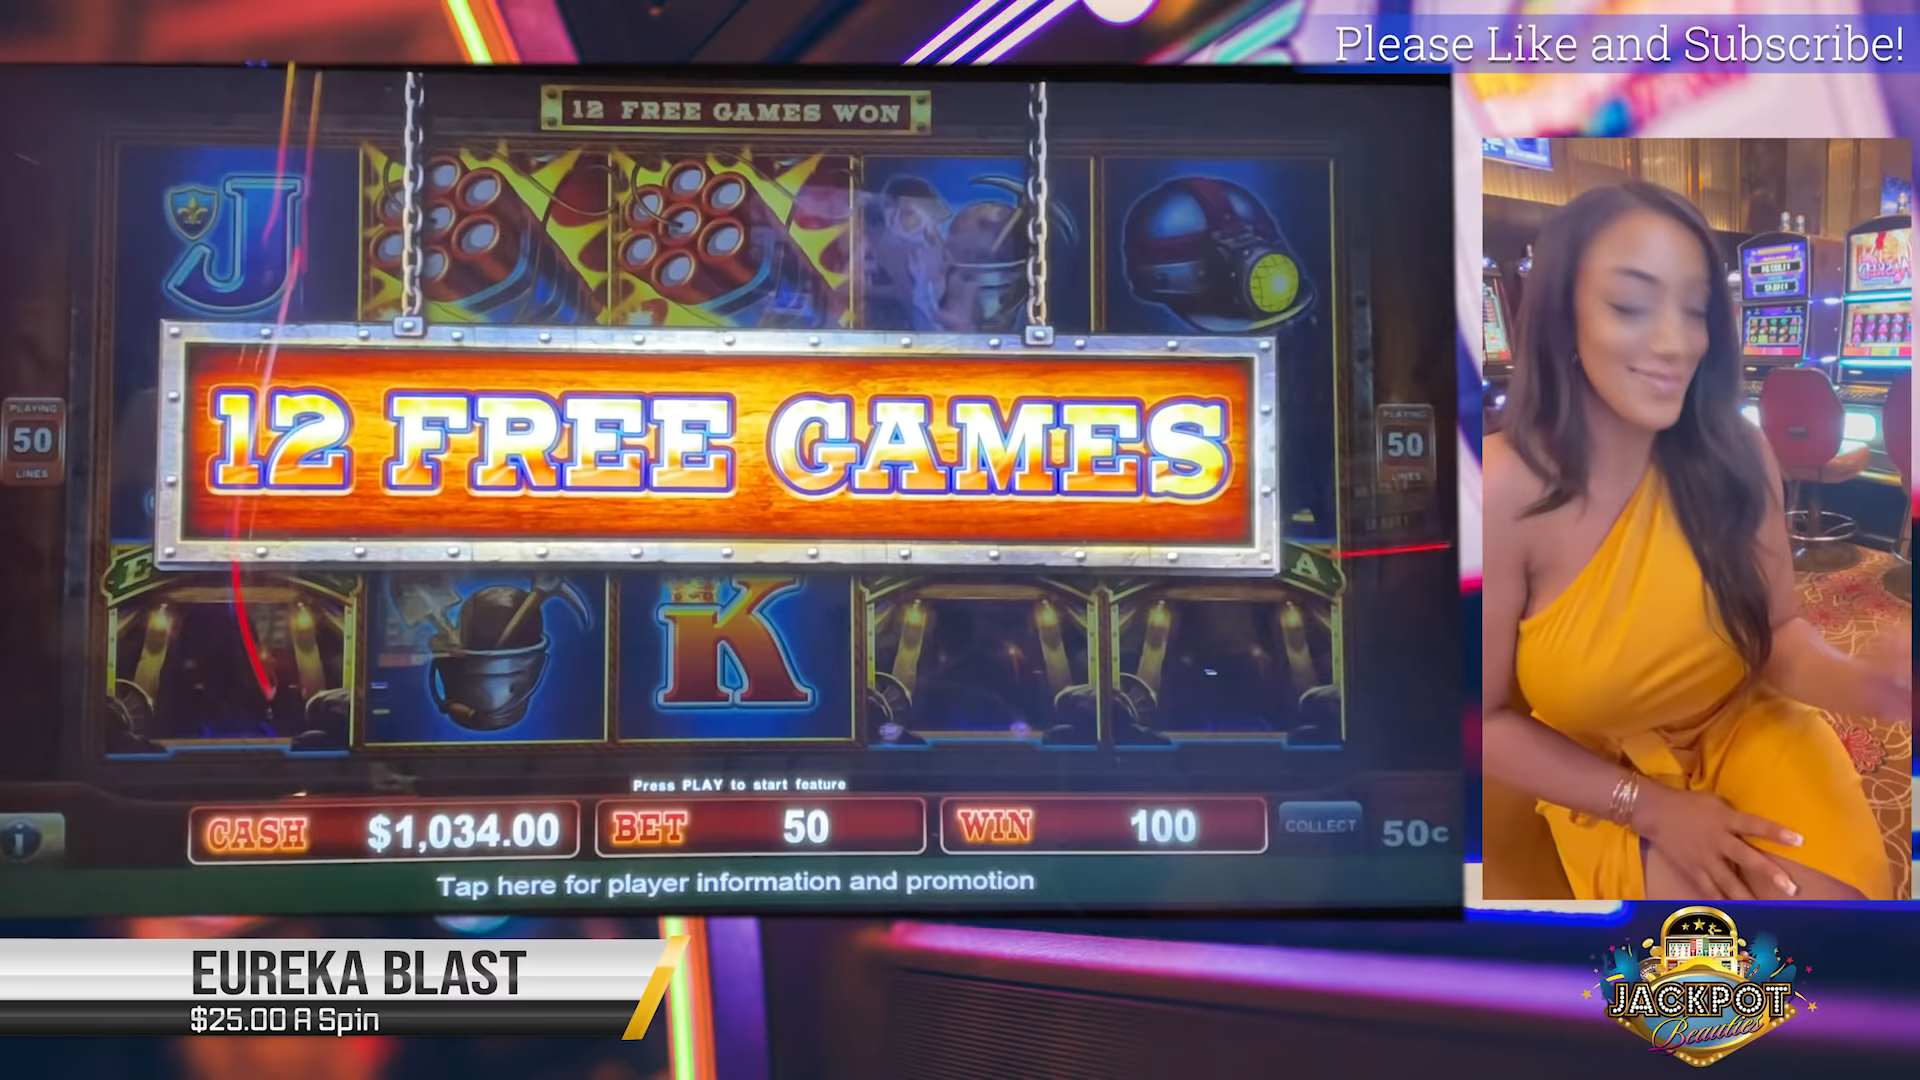 Please Like and Subscribe!
12 FREE GAMES WON
J
12 FREE GAMES
PLAYING
50
LINES
PLAYING
50
LINES
E
A
K
Press PLAY to start feature
CASH $1,034.00
BET 50
WIN 100
COLLECT
50c
Tap here for player information and promotion
EUREKA BLAST
$25.00 A Spin
JACKPOT
Beauties